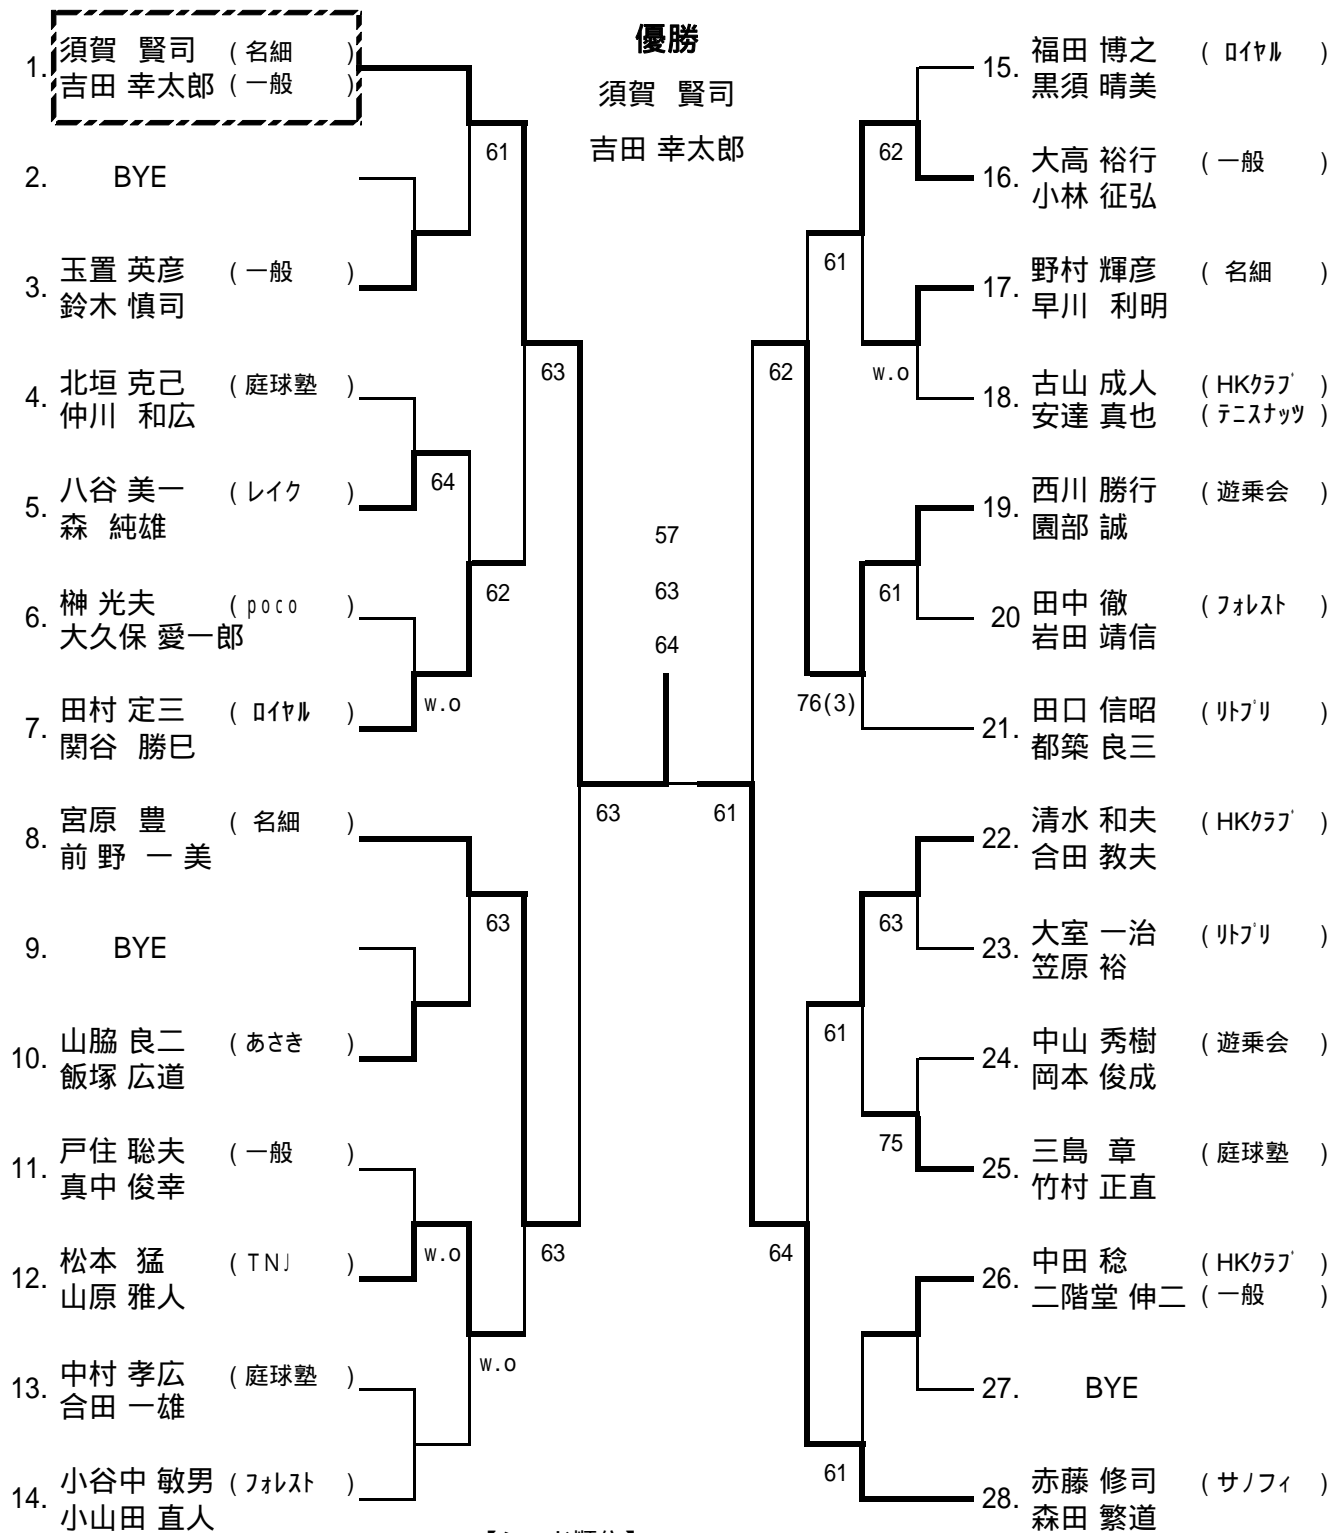 優勝
須賀 賢司
吉田 幸太郎
1. 須賀 賢司 (名細)
吉田 幸太郎 (一般)
2. BYE
3. 玉置 英彦 (一般)
鈴木 慎司
4. 北垣 克己 (庭球塾)
仲川 和広
5. 八谷 美一 (レイク)
森 純雄
6. 榊 光夫 (poco)
大久保 愛一郎
7. 田村 定三 (ロイヤル)
関谷 勝巳
8. 宮原 豊 (名細)
前野 一美
9. BYE
10. 山脇 良二 (あさき)
飯塚 広道
11. 戸住 聡夫 (一般)
真中 俊幸
12. 松本 猛 (TNJ)
山原 雅人
13. 中村 孝広 (庭球塾)
合田 一雄
14. 小谷中 敏男 (フォレスト)
小山田 直人
61
64
62
w.o
63
63
w.o
w.o
63
63
57
63
64
61
62
61
w.o
62
61
76(3)
63
61
75
64
61
15. 福田 博之 (ロイヤル)
黒須 晴美
16. 大高 裕行 (一般)
小林 征弘
17. 野村 輝彦 (名細)
早川 利明
18. 古山 成人 (HKクラブ)
安達 真也 (テニスナッツ)
19. 西川 勝行 (遊乗会)
園部 誠
20 田中 徹 (フォレスト)
岩田 靖信
21. 田口 信昭 (リトプリ)
都築 良三
22. 清水 和夫 (HKクラブ)
合田 教夫
23. 大室 一治 (リトプリ)
笠原 裕
24. 中山 秀樹 (遊乗会)
岡本 俊成
25. 三島 章 (庭球塾)
竹村 正直
26. 中田 稔 (HKクラブ)
二階堂 伸二 (一般)
27. BYE
28. 赤藤 修司 (サノフィ)
森田 繁道